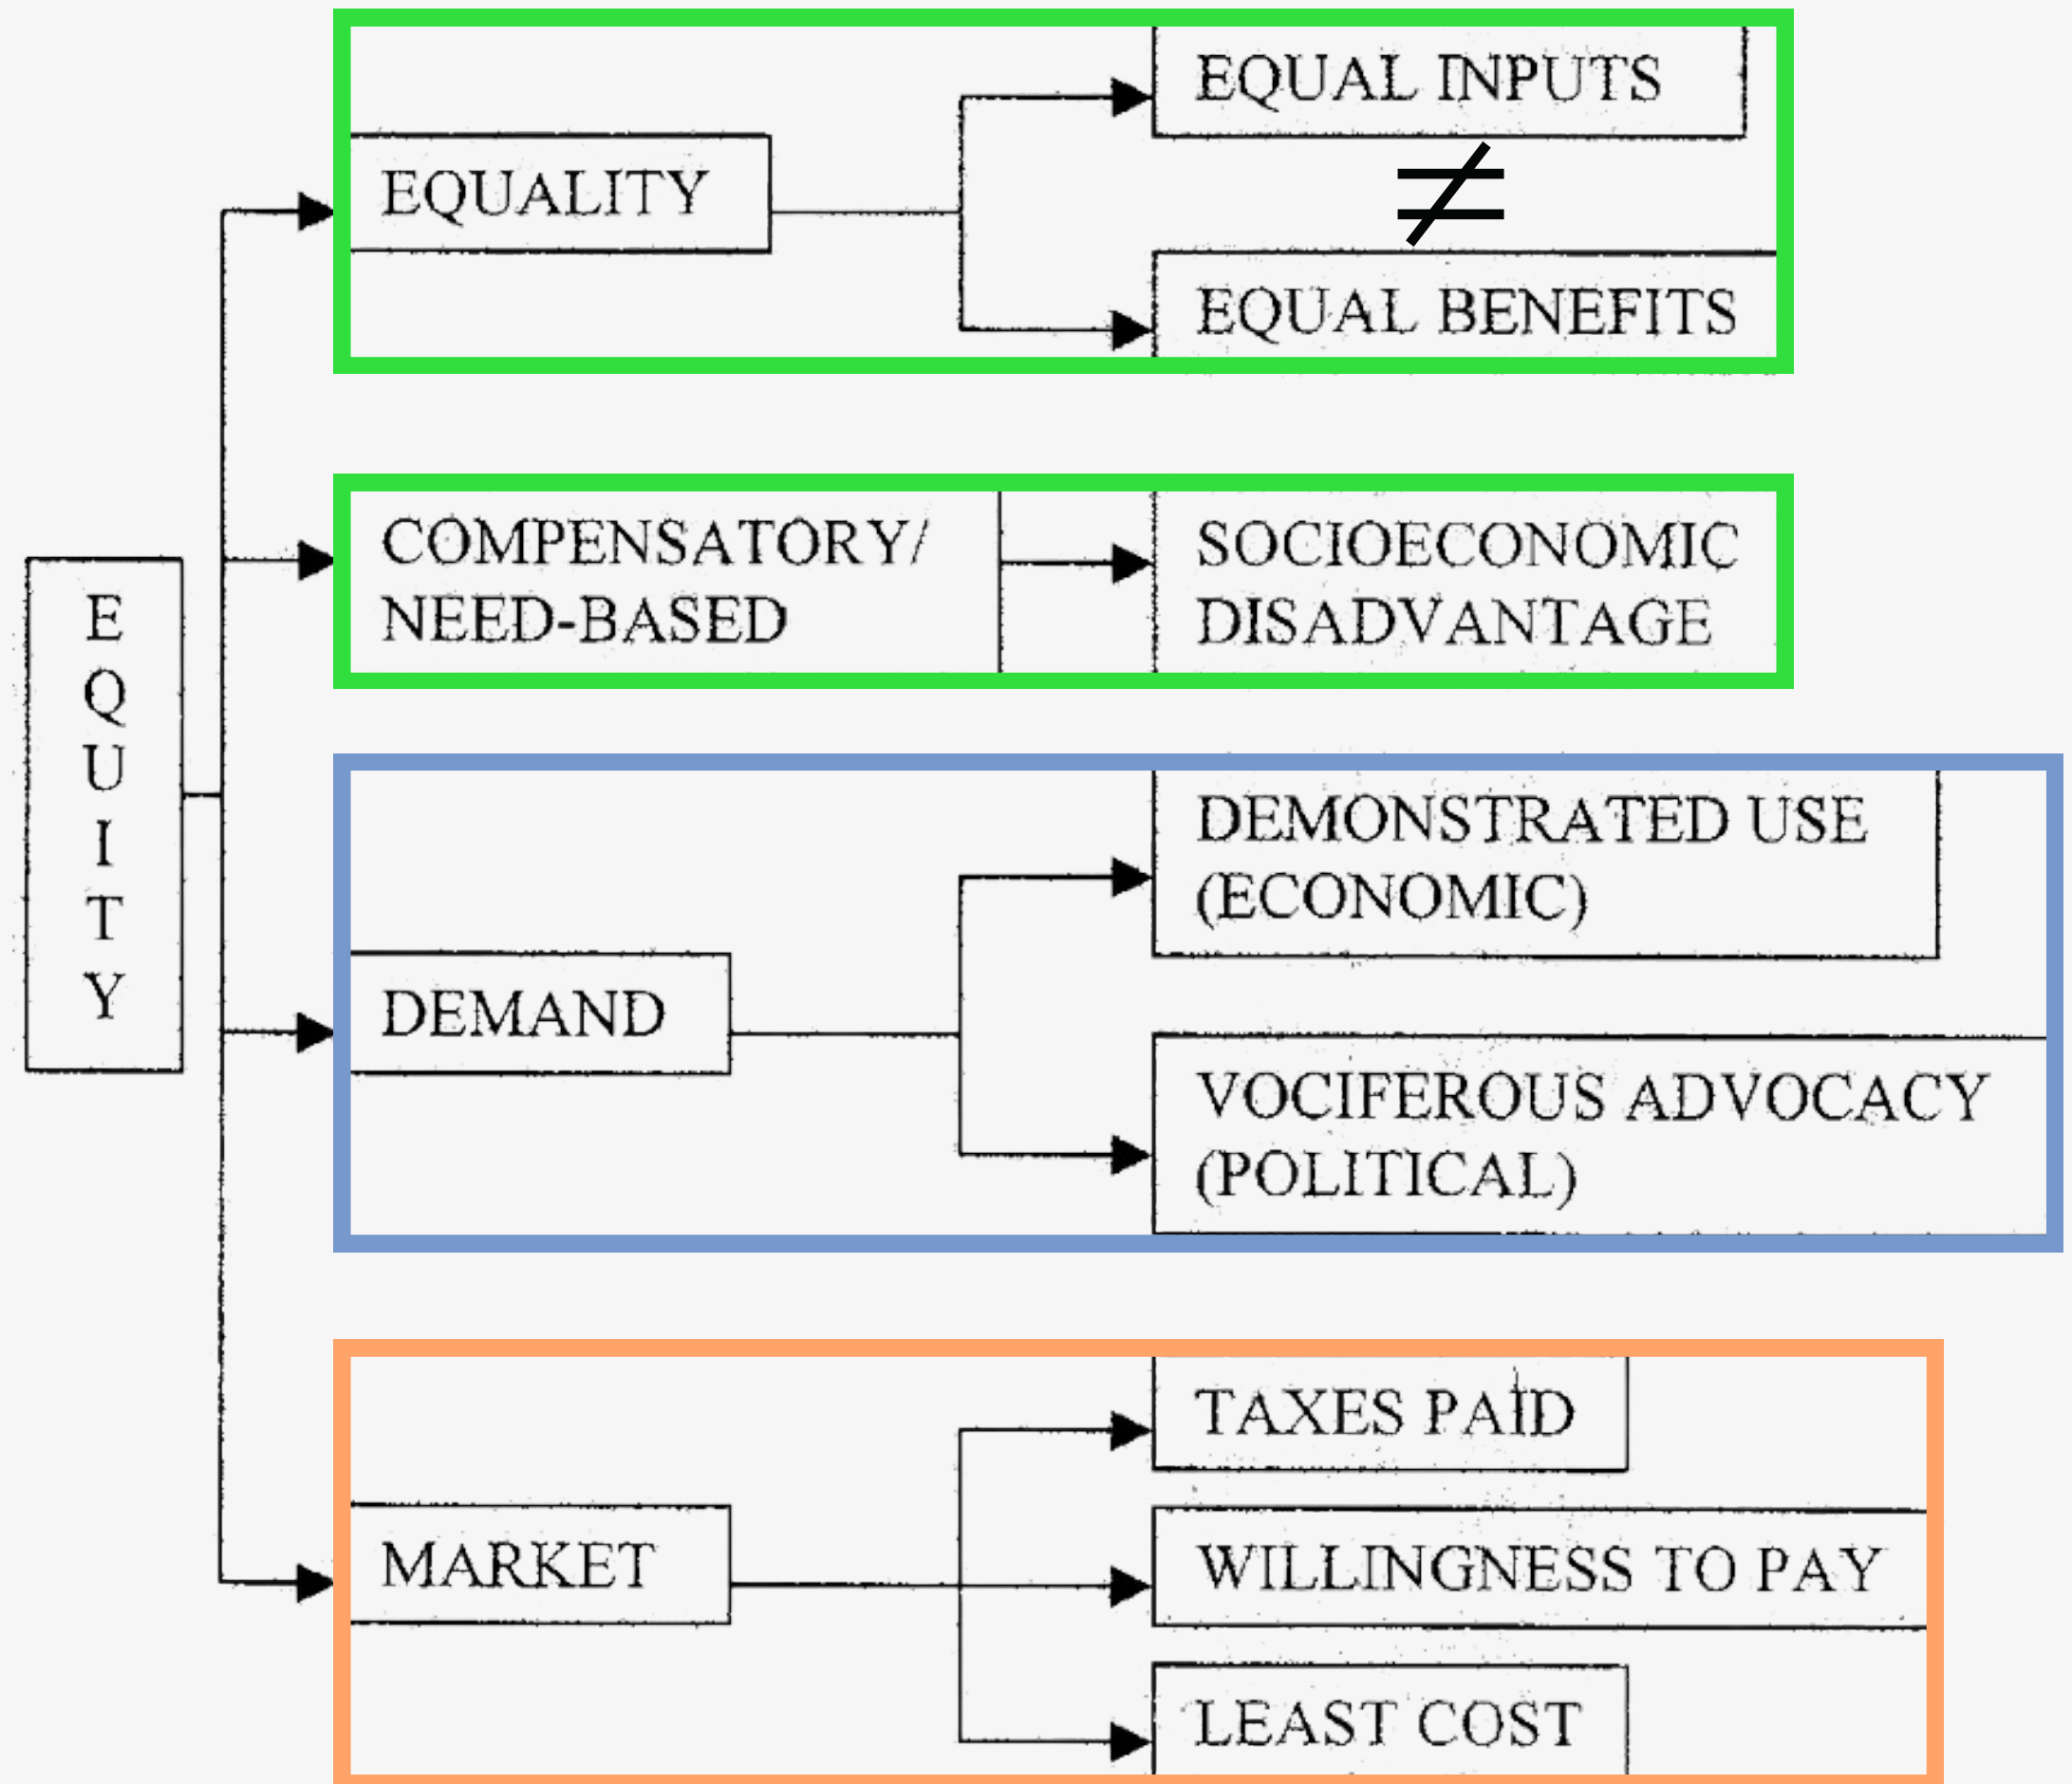 EQUITY
EQUALITY
EQUAL INPUTS
≠
EQUAL BENEFITS
COMPENSATORY/
NEED-BASED
SOCIOECONOMIC
DISADVANTAGE
DEMAND
DEMONSTRATED USE
(ECONOMIC)
VOCIFEROUS ADVOCACY
(POLITICAL)
MARKET
TAXES PAID
WILLINGNESS TO PAY
LEAST COST